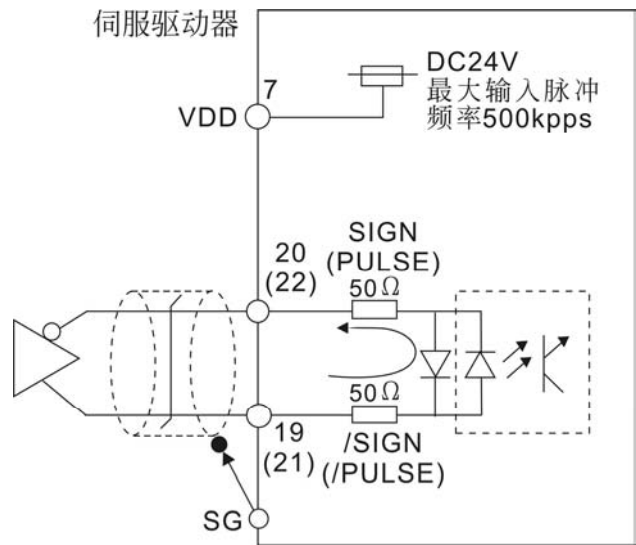 伺服驱动器
DC24V
最大输入脉冲
频率500kpps
7
VDD
20
(22)
SIGN
(PULSE)
50Ω
50Ω
19
(21)
/SIGN
(/PULSE)
SG